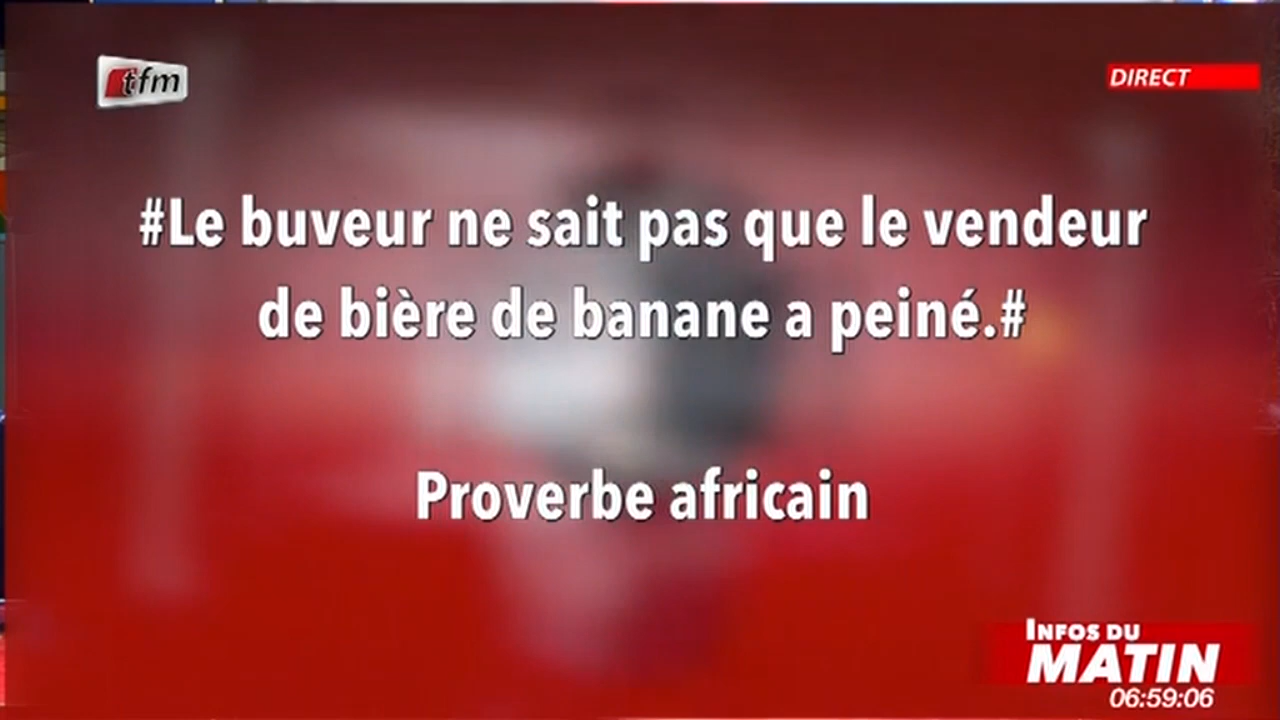 tfm
DIRECT
#Le buveur ne sait pas que le vendeur
de bière de banane a peiné.#
Proverbe africain
INFOS DU
MATIN
06:59:06